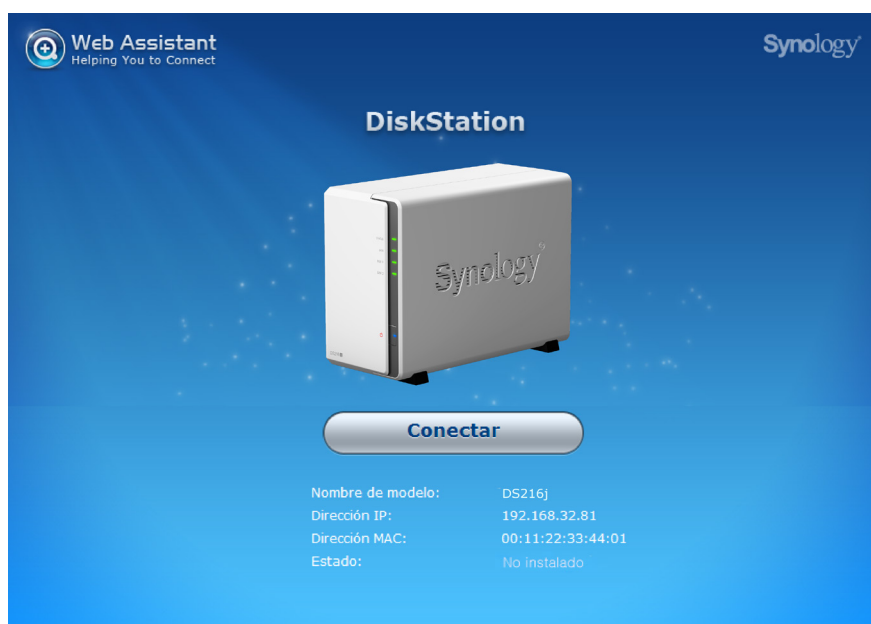 Web Assistant
Helping You to Connect
Synology
DiskStation
Synology
Conectar
Nombre de modelo: DS216j
Dirección IP: 192.168.32.81
Dirección MAC: 00:11:22:33:44:01
Estado: No instalado